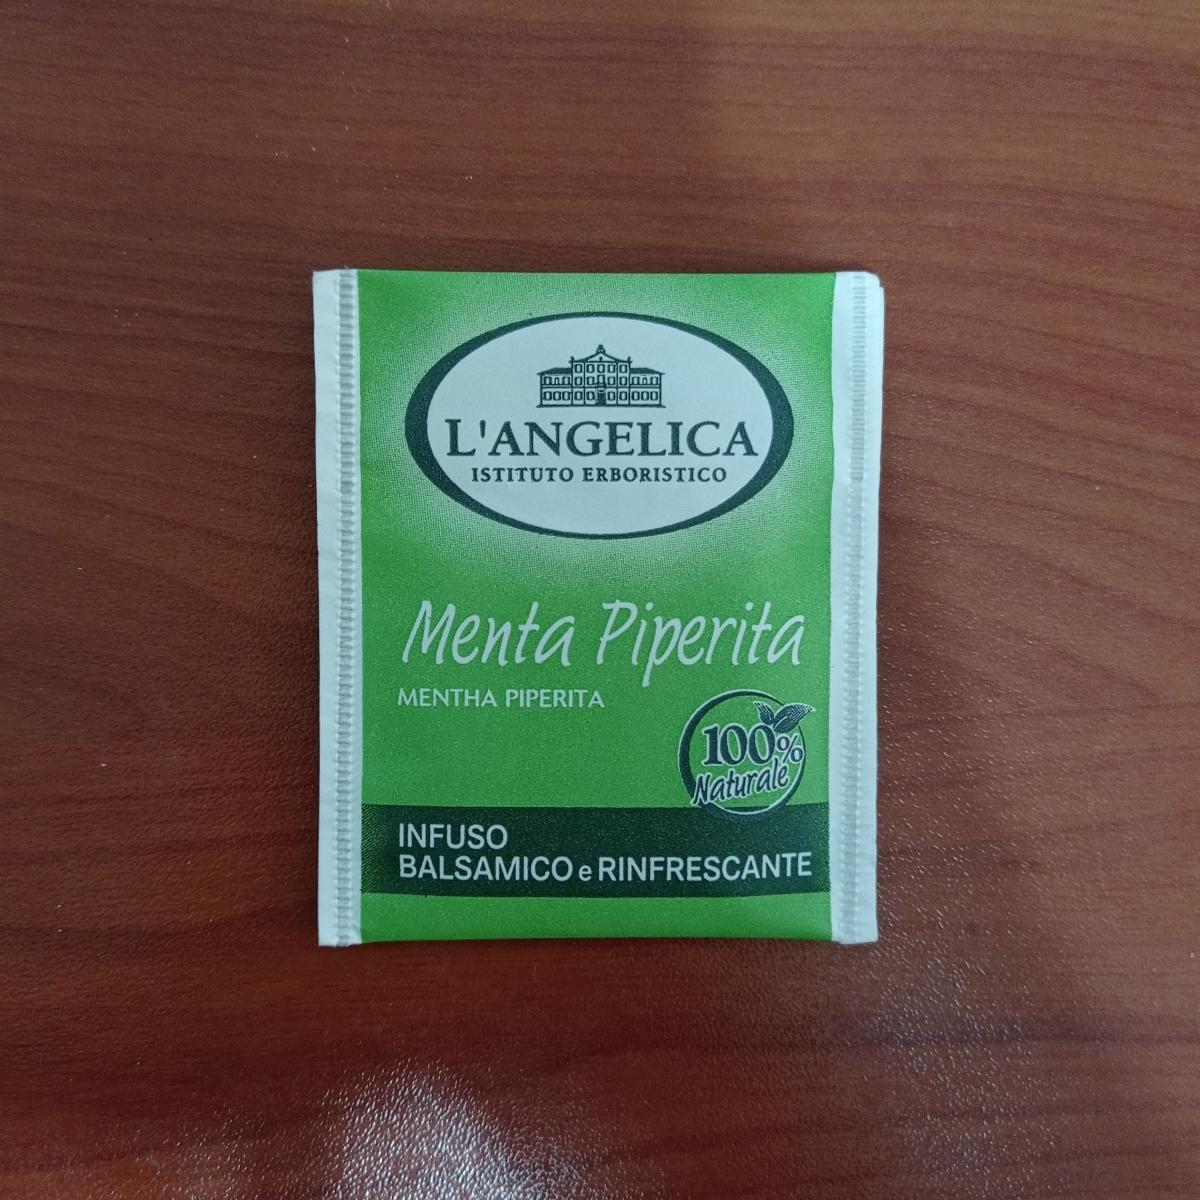 L'ANGELICA
ISTITUTO ERBORISTICO
Menta Piperita
MENTHA PIPERITA
100%
Naturale
INFUSO
BALSAMICO e RINFRESCANTE